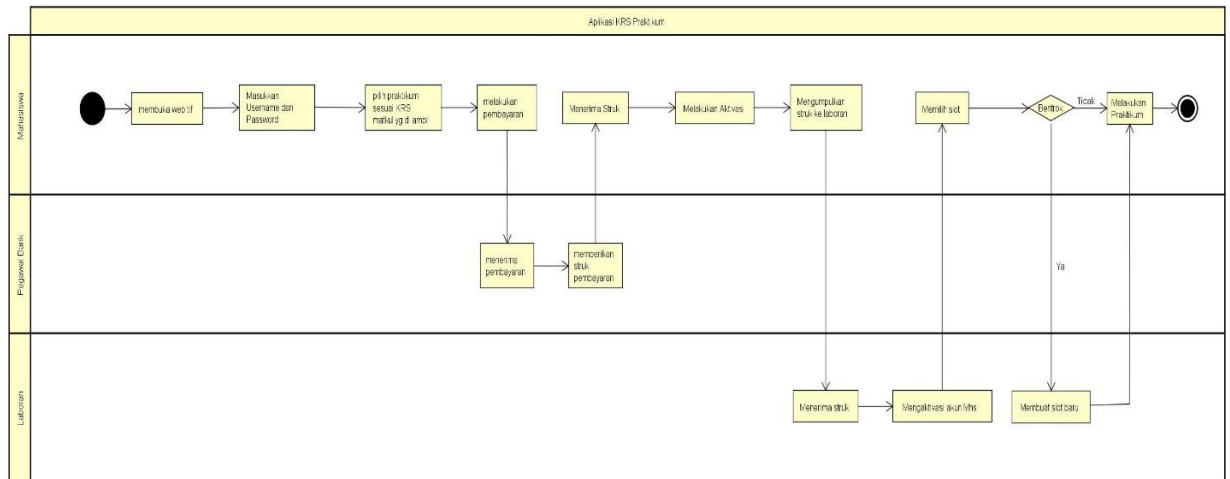 Aplikasi KRS Praktikum
Mahasiswa
membuka web tif
Masukkan
Username dan
Password
pilih praktikum
sesuai KRS
matkul yg di ambil
melakukan
pembayaran
Menerima Struk
Melakukan Aktivasi
Mengumpulkan
struk ke laboran
Memilih slot
Bentrok
Tidak
Melakukan
Praktikum
Pegawai Bank
menerima
pembayaran
memberikan
struk
pembayaran
Ya
Laboran
Menerima struk
Mengaktivasi akun Mhs
Membuat slot baru